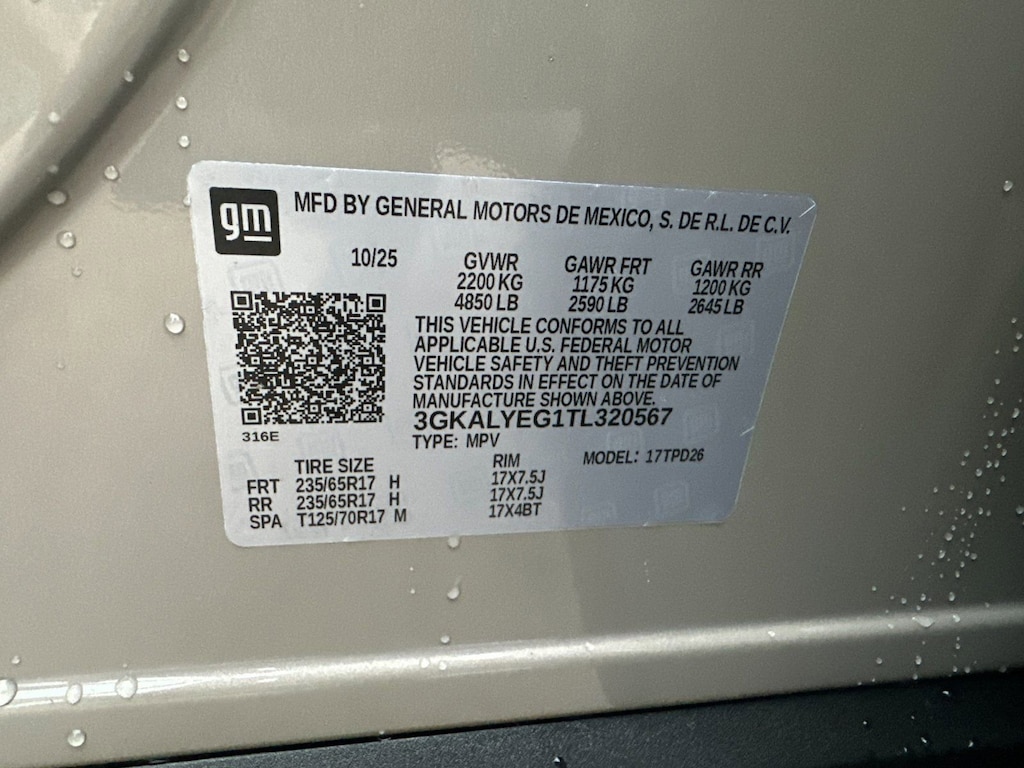 gm
MFD BY GENERAL MOTORS DE MEXICO, S. DE R.L. DE C.V.
10/25 GVWR GAWR FRT GAWR RR
2200 KG 1175 KG 1200 KG
4850 LB 2590 LB 2645 LB
THIS VEHICLE CONFORMS TO ALL
APPLICABLE U.S. FEDERAL MOTOR
VEHICLE SAFETY AND THEFT PREVENTION
STANDARDS IN EFFECT ON THE DATE OF
MANUFACTURE SHOWN ABOVE.
3GKALYEG1TL320567
316E
TYPE: MPV
TIRE SIZE RIM MODEL: 17TPD26
FRT 235/65R17 H 17X7.5J
RR 235/65R17 H 17X7.5J
SPA T125/70R17 M 17X4BT